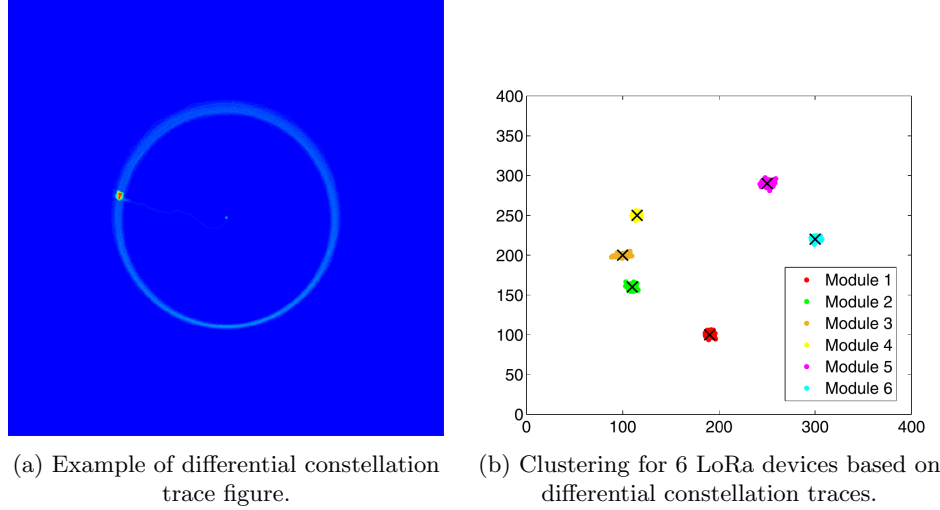 400
350
300
250
200
150
100
50
0
0 100 200 300 400
Module 1
Module 2
Module 3
Module 4
Module 5
Module 6
(a) Example of differential constellation
trace figure.
(b) Clustering for 6 LoRa devices based on
differential constellation traces.